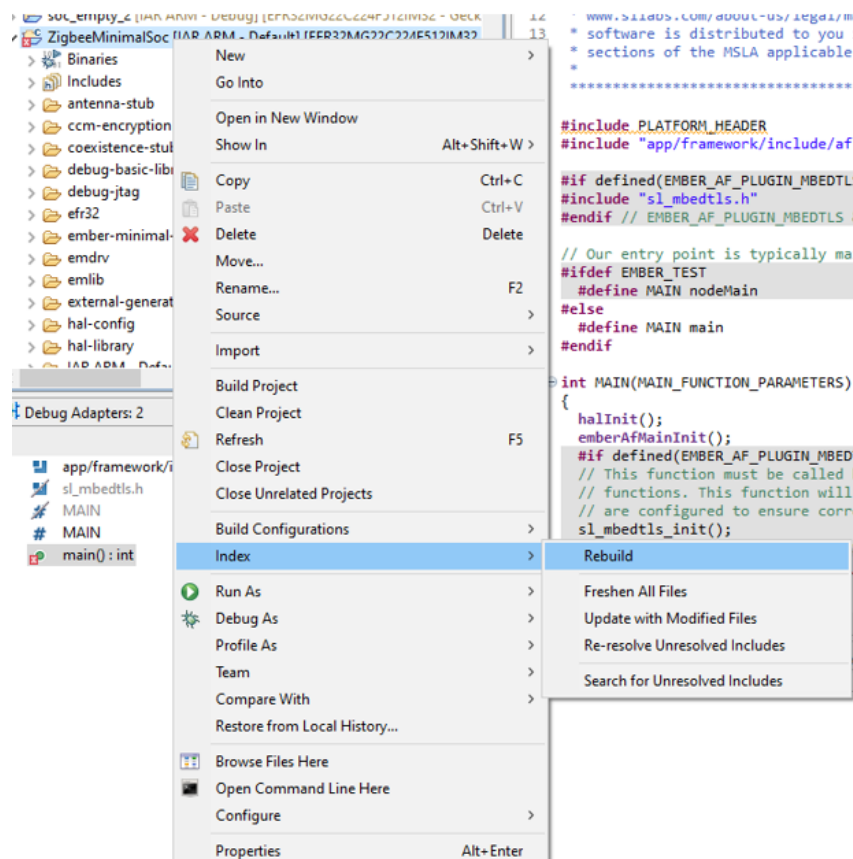 soc_empty_2 [IAR ARM - Debug] [EFR32MG22C224F512IM32 - Geck
ZigbeeMinimalSoc [IAR ARM - Default] [EFR32MG22C224F512IM32
Binaries
Includes
antenna-stub
ccm-encryption
coexistence-stub
debug-basic-libr
debug-jtag
efr32
ember-minimal-
emdrv
emlib
external-generat
hal-config
hal-library
IAR ARM - Defau
Debug Adapters: 2
app/framework/i
sl_mbedtls.h
MAIN
MAIN
main() : int
New
Go Into
Open in New Window
Show In Alt+Shift+W >
Copy Ctrl+C
Paste Ctrl+V
Delete Delete
Move...
Rename... F2
Source
Import
Build Project
Clean Project
Refresh F5
Close Project
Close Unrelated Projects
Build Configurations
Index
Run As
Debug As
Profile As
Team
Compare With
Restore from Local History...
Browse Files Here
Open Command Line Here
Configure
Properties Alt+Enter
Rebuild
Freshen All Files
Update with Modified Files
Re-resolve Unresolved Includes
Search for Unresolved Includes
12 * www.silabs.com/about-us/legal/m
13 * software is distributed to you
* sections of the MSLA applicable
*
*********************************
#include PLATFORM_HEADER
#include "app/framework/include/af
#if defined(EMBER_AF_PLUGIN_MBEDTL
#include "sl_mbedtls.h"
#endif // EMBER_AF_PLUGIN_MBEDTLS
// Our entry point is typically ma
#ifdef EMBER_TEST
#define MAIN nodeMain
#else
#define MAIN main
#endif
int MAIN(MAIN_FUNCTION_PARAMETERS)
{
halInit();
emberAfMainInit();
#if defined(EMBER_AF_PLUGIN_MBED
// This function must be called
// functions. This function will
// are configured to ensure corr
sl_mbedtls_init();